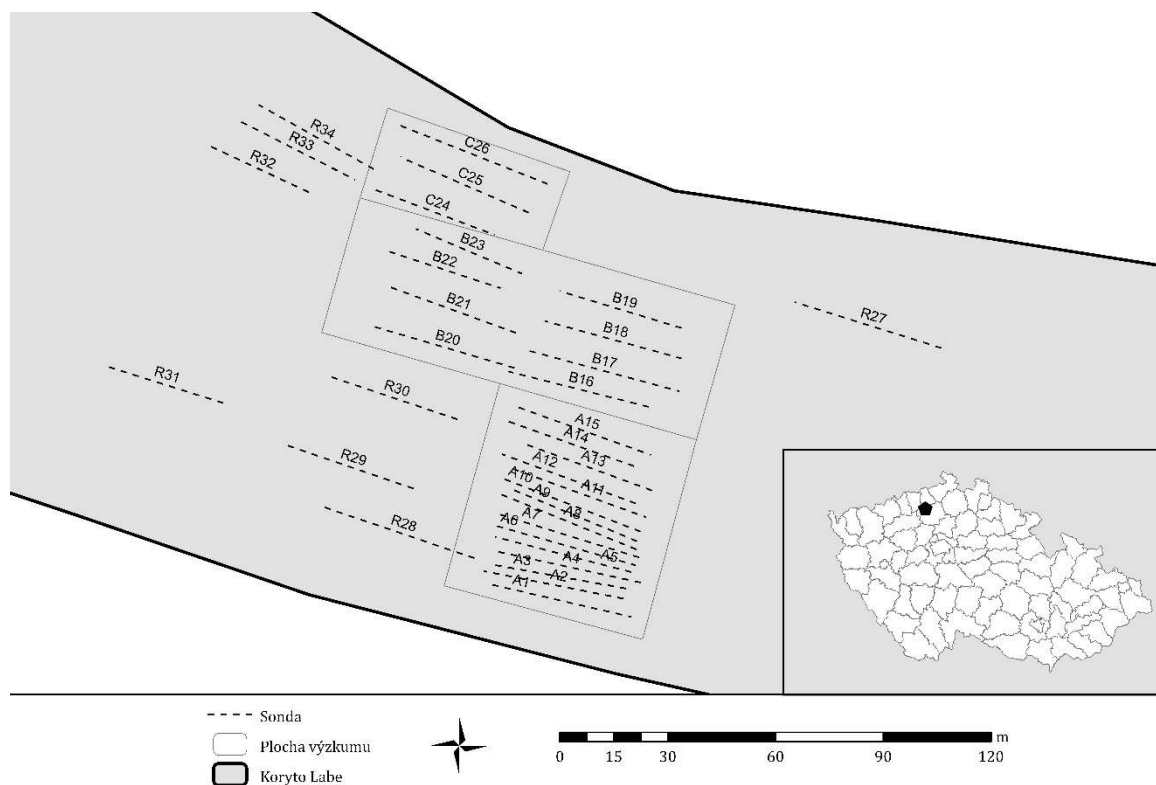 R34
R33
R32
C26
C25
C24
B23
B22
B21
B20
B19
B18
B17
B16
R27
R31
R30
R29
R28
A15
A14
A13
A12
A11
A10
A9
A8
A7
A6
A5
A4
A3
A2
A1
Sonda
Plocha výzkumu
Koryto Labe
m
0 15 30 60 90 120